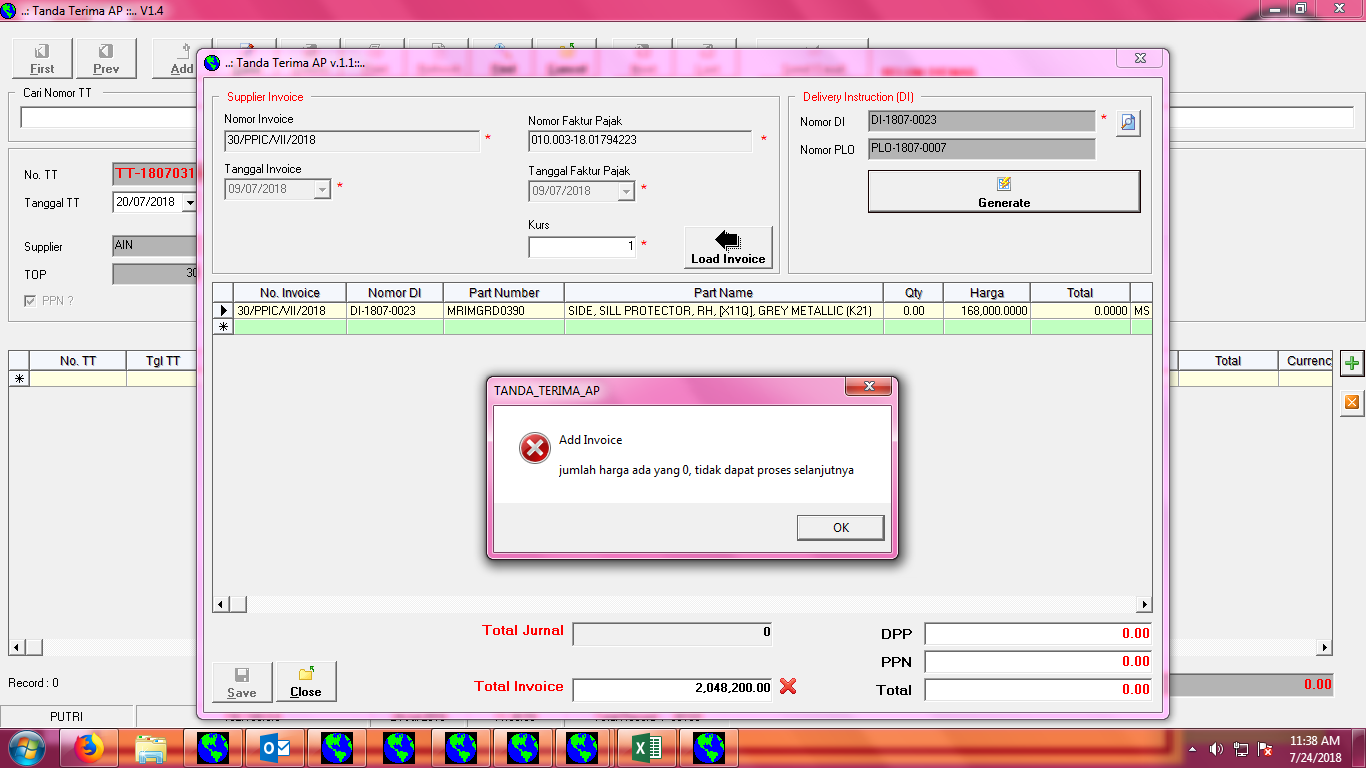 ..: Tanda Terima AP ::.. V1.4
First
Prev
Add
Cari Nomor TT
No. TT
TT-1807031
Tanggal TT
20/07/2018
Supplier
AIN
TOP
30
PPN ?
No. TT
Tgl TT
Total
Currenc
Record : 0
0.00
PUTRI
..: Tanda Terima AP v.1.1::..
Supplier Invoice
Nomor Invoice
30/PPIC/VII/2018
*
Nomor Faktur Pajak
010.003-18.01794223
*
Tanggal Invoice
09/07/2018
*
Tanggal Faktur Pajak
09/07/2018
*
Kurs
1
*
Load Invoice
Delivery Instruction (DI)
Nomor DI
DI-1807-0023
*
Nomor PLO
PLO-1807-0007
Generate
No. Invoice Nomor DI Part Number Part Name Qty Harga Total
30/PPIC/VII/2018 DI-1807-0023 MRIMGRD0390 SIDE, SILL PROTECTOR, RH, [X11Q], GREY METALLIC (K21) 0.00 168,000.0000 0.0000 MS
TANDA_TERIMA_AP
Add Invoice
jumlah harga ada yang 0, tidak dapat proses selanjutnya
OK
Total Jurnal
0
Total Invoice
2,048,200.00
DPP
0.00
PPN
0.00
Total
0.00
Save
Close
11:38 AM
7/24/2018